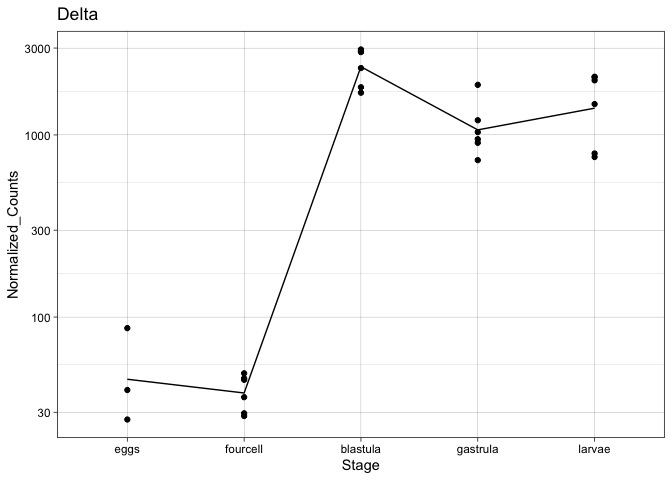 Delta
3000
1000
300
100
30
Normalized_Counts
eggs fourcell blastula gastrula larvae
Stage